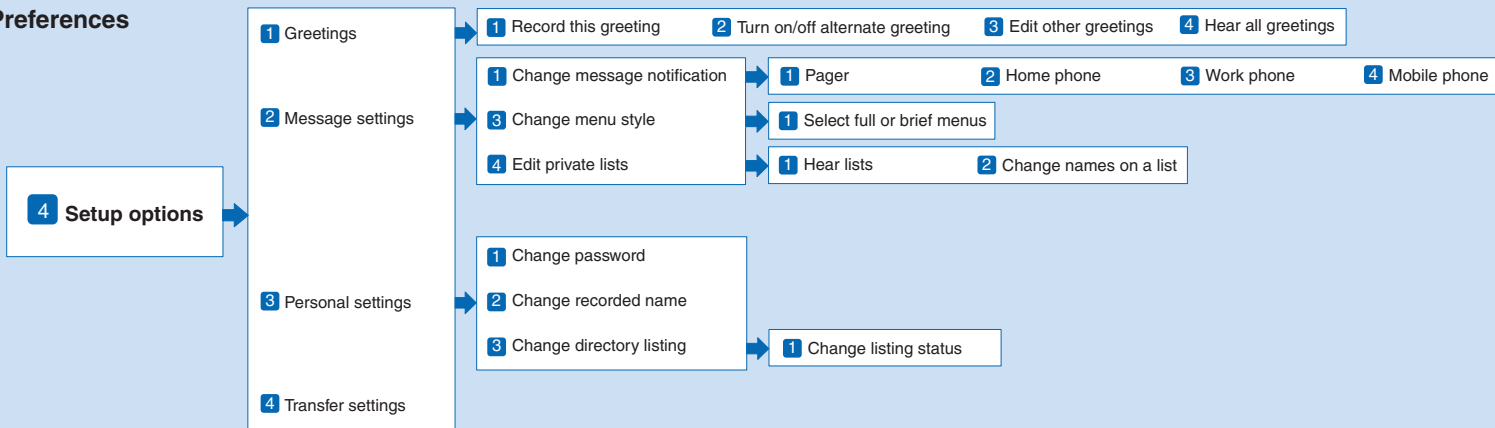 Preferences
1 Greetings
1 Record this greeting 2 Turn on/off alternate greeting 3 Edit other greetings 4 Hear all greetings
2 Message settings
1 Change message notification
1 Pager 2 Home phone 3 Work phone 4 Mobile phone
3 Change menu style
1 Select full or brief menus
4 Edit private lists
1 Hear lists 2 Change names on a list
4 Setup options
3 Personal settings
1 Change password
2 Change recorded name
3 Change directory listing
1 Change listing status
4 Transfer settings